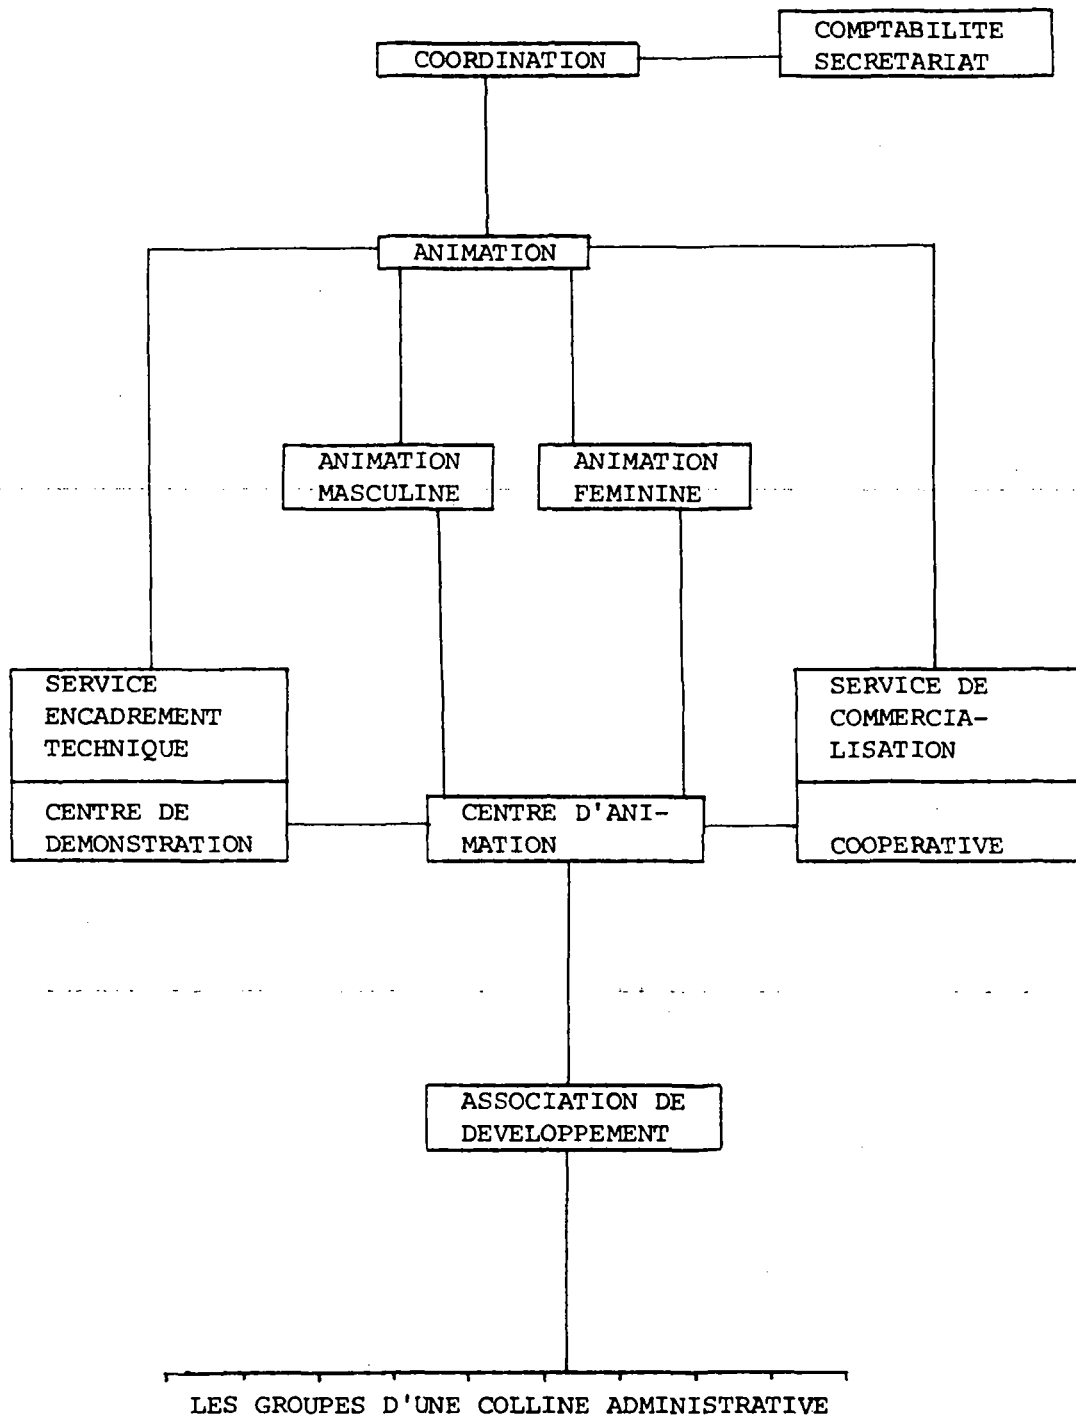 COMPTABILITE
SECRETARIAT
COORDINATION
ANIMATION
ANIMATION
MASCULINE
ANIMATION
FEMININE
SERVICE
ENCADREMENT
TECHNIQUE
SERVICE DE
COMMERCIA-
LISATION
CENTRE DE
DEMONSTRATION
CENTRE D'ANI-
MATION
COOPERATIVE
ASSOCIATION DE
DEVELOPPEMENT
LES GROUPES D'UNE COLLINE ADMINISTRATIVE